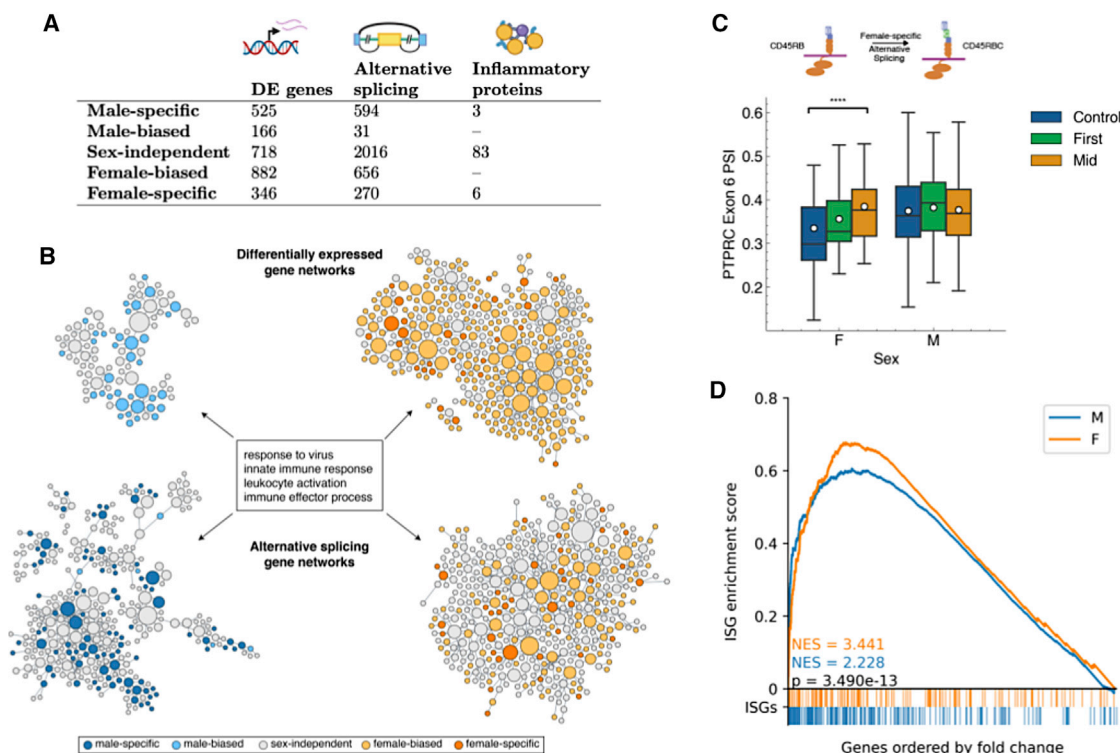 A
DE genes
Alternative splicing
Inflammatory proteins
Male-specific 525 594 3
Male-biased 166 31 –
Sex-independent 718 2016 83
Female-biased 882 656 –
Female-specific 346 270 6
B
Differentially expressed
gene networks
response to virus
innate immune response
leukocyte activation
immune effector process
Alternative splicing
gene networks
male-specific male-biased sex-independent female-biased female-specific
C
CD45RB
Female-specific
Alternative
Splicing
CD45RBC
****
PTPRC Exon 6 PSI
0.6
0.5
0.4
0.3
0.2
F M
Sex
Control
First
Mid
D
ISG enrichment score
0.8
0.6
0.4
0.2
0
M
F
NES = 3.441
NES = 2.228
p = 3.490e-13
ISGs
Genes ordered by fold change